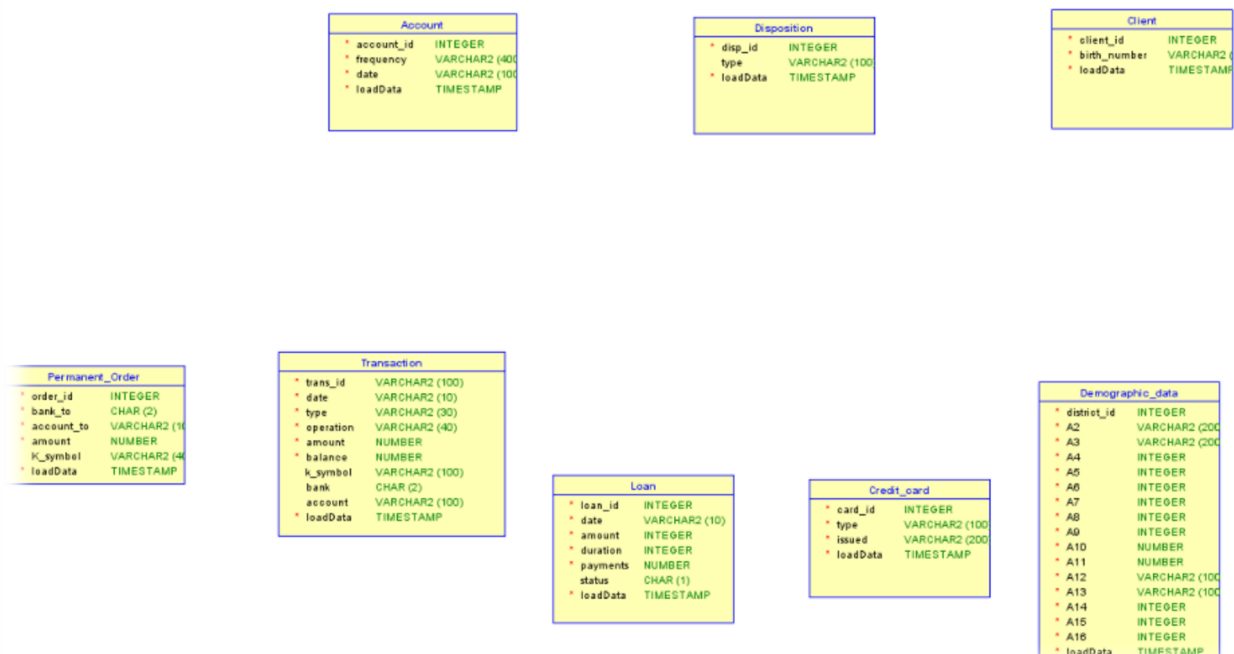 Account
* account_id INTEGER
* frequency VARCHAR2 (400
* date VARCHAR2 (100
* loadData TIMESTAMP
Disposition
* disp_id INTEGER
type VARCHAR2 (100
* loadData TIMESTAMP
Client
* client_id INTEGER
* birth_number VARCHAR2 (
* loadData TIMESTAMP
Permanent_Order
* order_id INTEGER
* bank_to CHAR (2)
* account_to VARCHAR2 (10
* amount NUMBER
K_symbol VARCHAR2 (40
* loadData TIMESTAMP
Transaction
* trans_id VARCHAR2 (100)
* date VARCHAR2 (10)
* type VARCHAR2 (30)
* operation VARCHAR2 (40)
* amount NUMBER
* balance NUMBER
k_symbol VARCHAR2 (100)
bank CHAR (2)
account VARCHAR2 (100)
* loadData TIMESTAMP
Loan
* loan_id INTEGER
* date VARCHAR2 (10)
* amount INTEGER
* duration INTEGER
* payments NUMBER
status CHAR (1)
* loadData TIMESTAMP
Credit_card
* card_id INTEGER
* type VARCHAR2 (100
* issued VARCHAR2 (200
* loadData TIMESTAMP
Demographic_data
* district_id INTEGER
* A2 VARCHAR2 (200
* A3 VARCHAR2 (200
* A4 INTEGER
* A5 INTEGER
* A6 INTEGER
* A7 INTEGER
* A8 INTEGER
* A9 INTEGER
* A10 NUMBER
* A11 NUMBER
* A12 VARCHAR2 (100
* A13 VARCHAR2 (100
* A14 INTEGER
* A15 INTEGER
* A16 INTEGER
* loadData TIMESTAMP